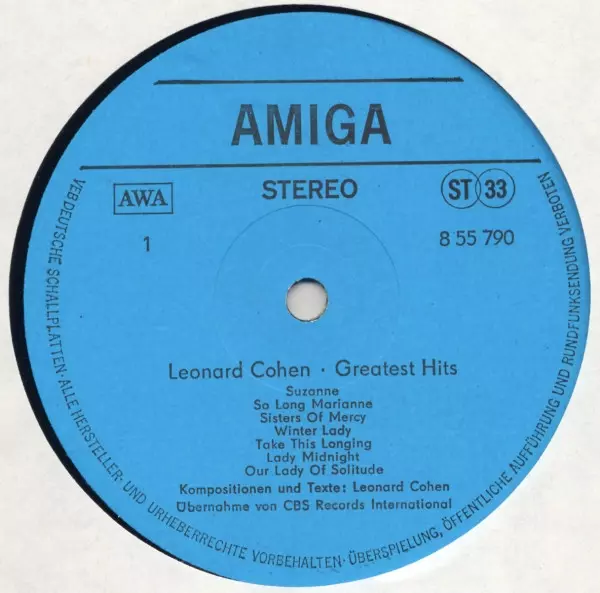 AMIGA
AWA
STEREO
ST 33
1
8 55 790
Leonard Cohen · Greatest Hits
Suzanne
So Long Marianne
Sisters Of Mercy
Winter Lady
Take This Longing
Lady Midnight
Our Lady Of Solitude
Kompositionen und Texte: Leonard Cohen
Übernahme von CBS Records International
VEB DEUTSCHE SCHALLPLATTEN · ALLE HERSTELLER- UND URHEBERRECHTE VORBEHALTEN · ÜBERSPIELUNG, ÖFFENTLICHE AUFFÜHRUNG UND RUNDFUNKSENDUNG VERBOTEN